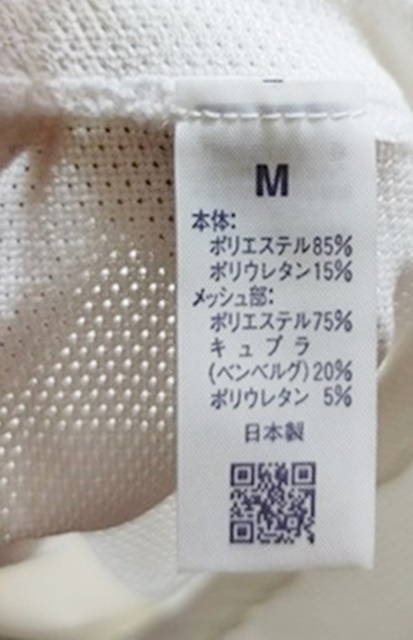 M
本体:
ポリエステル85%
ポリウレタン15%
メッシュ部:
ポリエステル75%
キュプラ
(ベンベルグ)20%
ポリウレタン 5%
日本製